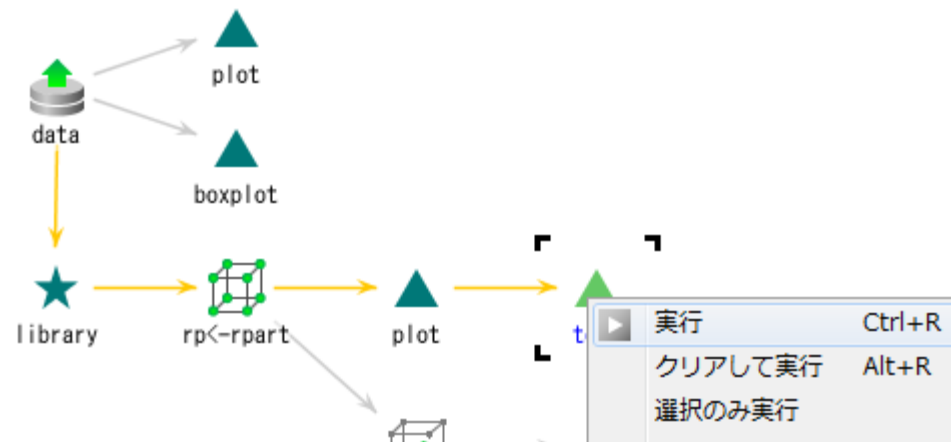 plot
data
boxplot
library
rp<-rpart
plot
実行 Ctrl+R
クリアして実行 Alt+R
選択のみ実行